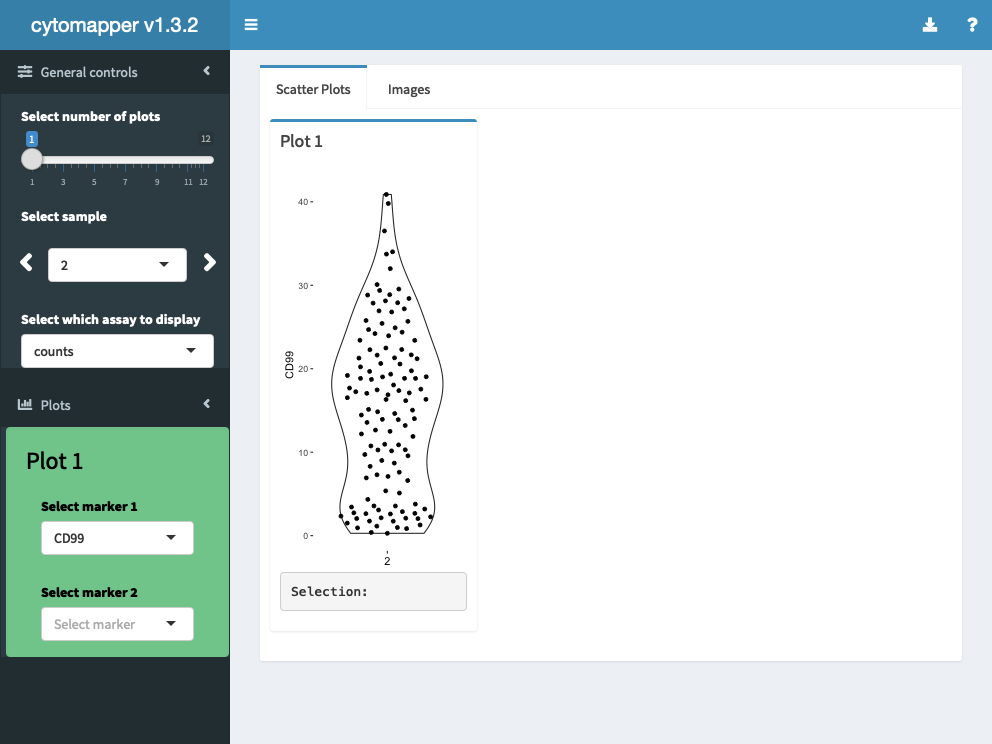 cytomapper v1.3.2
?
General controls
Select number of plots
1
12
1 3 5 7 9 11 12
Select sample
2
Select which assay to display
counts
Plots
Plot 1
Select marker 1
CD99
Select marker 2
Select marker
Scatter Plots
Images
Plot 1
40
30
20
10
0
CD99
2
Selection: